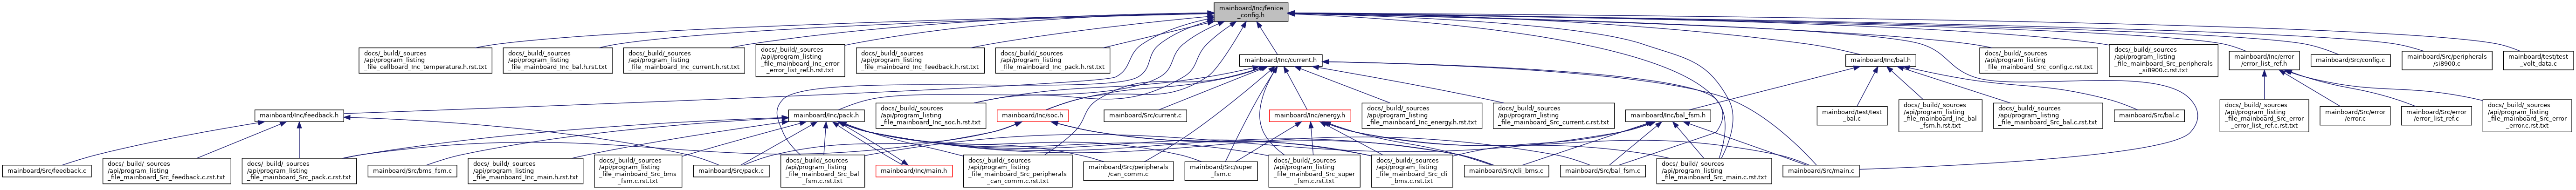 mainboard/Inc/fenice
_config.h
docs/_build/_sources
/api/program_listing
_file_cellboard_Inc_temperature.h.rst.txt
docs/_build/_sources
/api/program_listing
_file_mainboard_Inc_bal.h.rst.txt
docs/_build/_sources
/api/program_listing
_file_mainboard_Inc_current.h.rst.txt
docs/_build/_sources
/api/program_listing
_file_mainboard_Inc_error
_error_list_ref.h.rst.txt
docs/_build/_sources
/api/program_listing
_file_mainboard_Inc_feedback.h.rst.txt
docs/_build/_sources
/api/program_listing
_file_mainboard_Inc_pack.h.rst.txt
mainboard/Inc/current.h
mainboard/Inc/bal.h
docs/_build/_sources
/api/program_listing
_file_mainboard_Src_config.c.rst.txt
docs/_build/_sources
/api/program_listing
_file_mainboard_Src_peripherals
_si8900.c.rst.txt
mainboard/Inc/error
/error_list_ref.h
mainboard/Src/config.c
mainboard/Src/peripherals
/si8900.c
mainboard/test/test
_volt_data.c
mainboard/Inc/feedback.h
mainboard/Inc/pack.h
docs/_build/_sources
/api/program_listing
_file_mainboard_Inc_soc.h.rst.txt
mainboard/Inc/soc.h
mainboard/Src/current.c
mainboard/Inc/energy.h
docs/_build/_sources
/api/program_listing
_file_mainboard_Inc_energy.h.rst.txt
docs/_build/_sources
/api/program_listing
_file_mainboard_Src_current.c.rst.txt
mainboard/Inc/bal_fsm.h
mainboard/test/test
_bal.c
docs/_build/_sources
/api/program_listing
_file_mainboard_Inc_bal
_fsm.h.rst.txt
docs/_build/_sources
/api/program_listing
_file_mainboard_Src_bal.c.rst.txt
mainboard/Src/bal.c
docs/_build/_sources
/api/program_listing
_file_mainboard_Src_error
_error_list_ref.c.rst.txt
mainboard/Src/error
/error.c
mainboard/Src/error
/error_list_ref.c
docs/_build/_sources
/api/program_listing
_file_mainboard_Src_error
_error.c.rst.txt
mainboard/Src/feedback.c
docs/_build/_sources
/api/program_listing
_file_mainboard_Src_feedback.c.rst.txt
docs/_build/_sources
/api/program_listing
_file_mainboard_Src_pack.c.rst.txt
mainboard/Src/bms_fsm.c
docs/_build/_sources
/api/program_listing
_file_mainboard_Inc_main.h.rst.txt
docs/_build/_sources
/api/program_listing
_file_mainboard_Src_bms
_fsm.c.rst.txt
mainboard/Src/pack.c
docs/_build/_sources
/api/program_listing
_file_mainboard_Src_bal
_fsm.c.rst.txt
mainboard/Inc/main.h
docs/_build/_sources
/api/program_listing
_file_mainboard_Src_peripherals
_can_comm.c.rst.txt
mainboard/Src/peripherals
/can_comm.c
mainboard/Src/super
_fsm.c
docs/_build/_sources
/api/program_listing
_file_mainboard_Src_super
_fsm.c.rst.txt
docs/_build/_sources
/api/program_listing
_file_mainboard_Src_cli
_bms.c.rst.txt
mainboard/Src/cli_bms.c
mainboard/Src/bal_fsm.c
docs/_build/_sources
/api/program_listing
_file_mainboard_Src_main.c.rst.txt
mainboard/Src/main.c